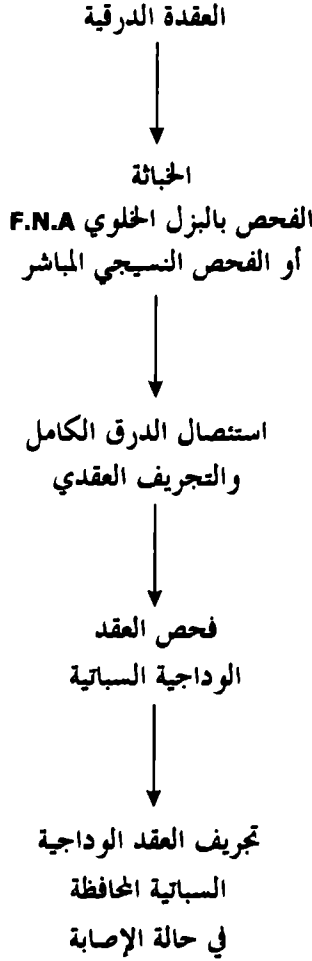 العقدة الدرقية
الخباثة
الفحص بالبزل الخلوي F.N.A
أو الفحص النسيجي المباشر
استئصال الدرق الكامل
والتجريف العقدي
فحص العقد
الوداجية السباتية
تجريف العقد الوداجية
السباتية المحافظة
في حالة الإصابة